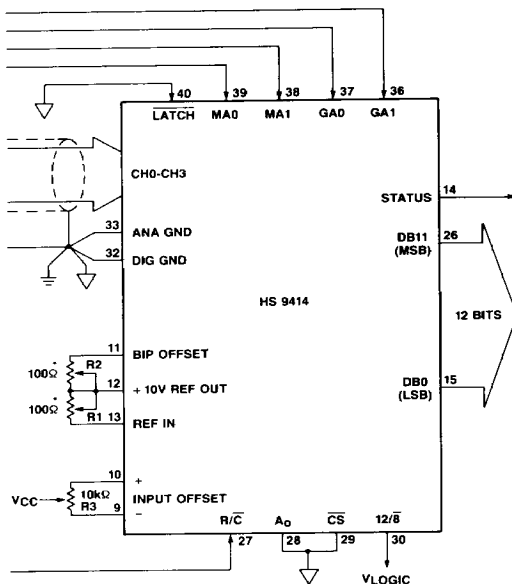 40 39 38 37 36
LATCH MA0 MA1 GA0 GA1
CH0-CH3
STATUS 14
33 ANA GND
DB11 26
(MSB)
32 DIG GND
HS 9414
12 BITS
11 BIP OFFSET
100Ω* R2
12 + 10V REF OUT
DB0 15
(LSB)
100Ω* R1
13 REF IN
10 +
VCC 10kΩ INPUT OFFSET
R3
9 −
R/C A0 CS 12/8
27 28 29 30
VLOGIC